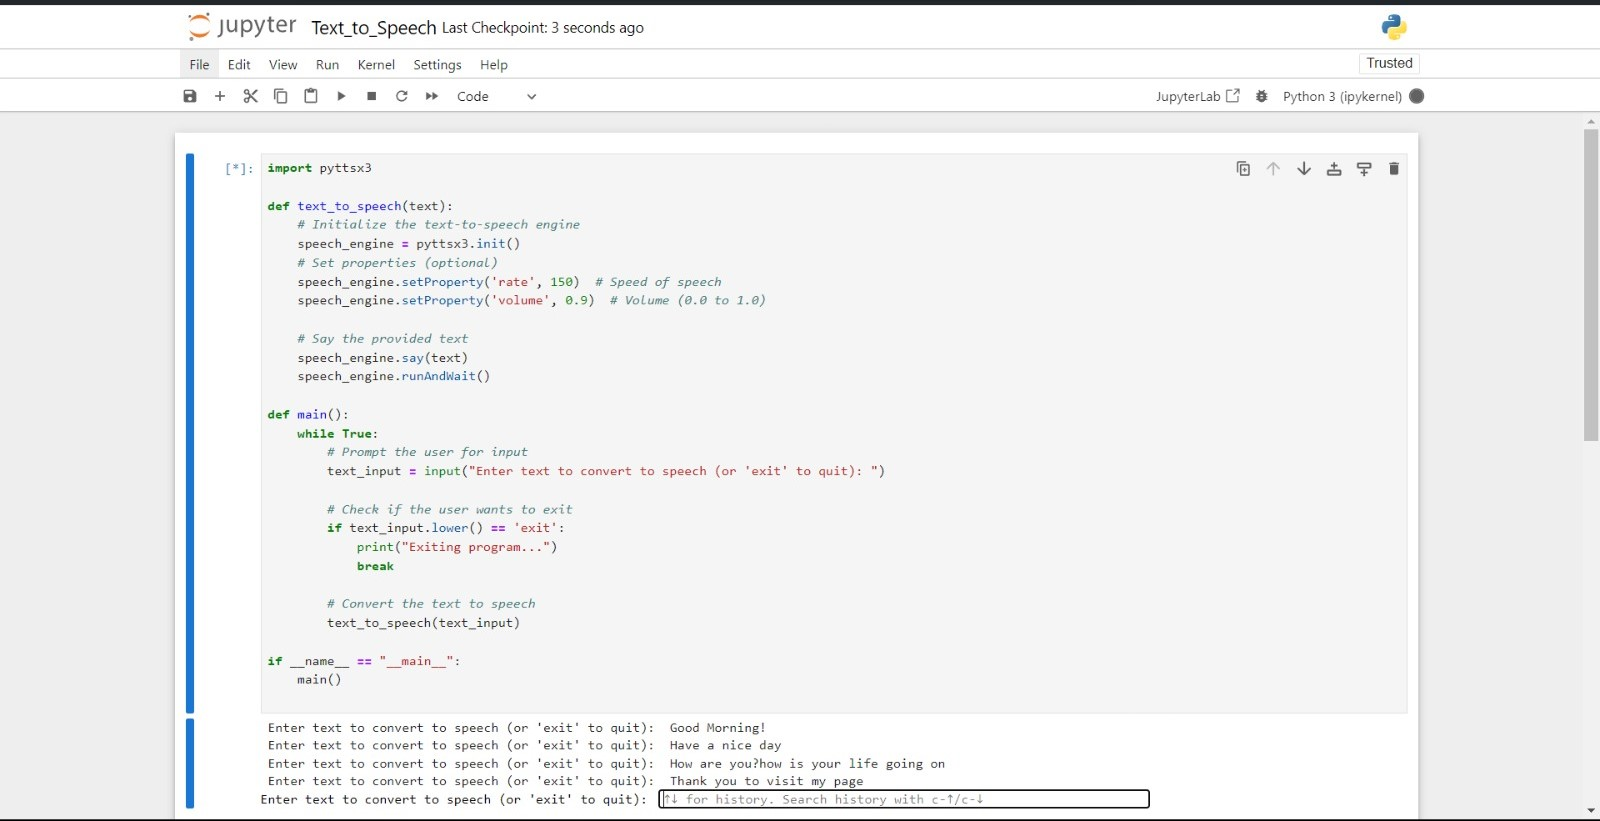 jupyter Text_to_Speech Last Checkpoint: 3 seconds ago
File Edit View Run Kernel Settings Help Trusted
Code JupyterLab Python 3 (ipykernel)
[*]: import pyttsx3
def text_to_speech(text):
# Initialize the text-to-speech engine
speech_engine = pyttsx3.init()
# Set properties (optional)
speech_engine.setProperty('rate', 150) # Speed of speech
speech_engine.setProperty('volume', 0.9) # Volume (0.0 to 1.0)
# Say the provided text
speech_engine.say(text)
speech_engine.runAndWait()
def main():
while True:
# Prompt the user for input
text_input = input("Enter text to convert to speech (or 'exit' to quit): ")
# Check if the user wants to exit
if text_input.lower() == 'exit':
print("Exiting program...")
break
# Convert the text to speech
text_to_speech(text_input)
if __name__ == "__main__":
main()
Enter text to convert to speech (or 'exit' to quit): Good Morning!
Enter text to convert to speech (or 'exit' to quit): Have a nice day
Enter text to convert to speech (or 'exit' to quit): How are you?how is your life going on
Enter text to convert to speech (or 'exit' to quit): Thank you to visit my page
Enter text to convert to speech (or 'exit' to quit): ↑↓ for history. Search history with c-↑/c-↓